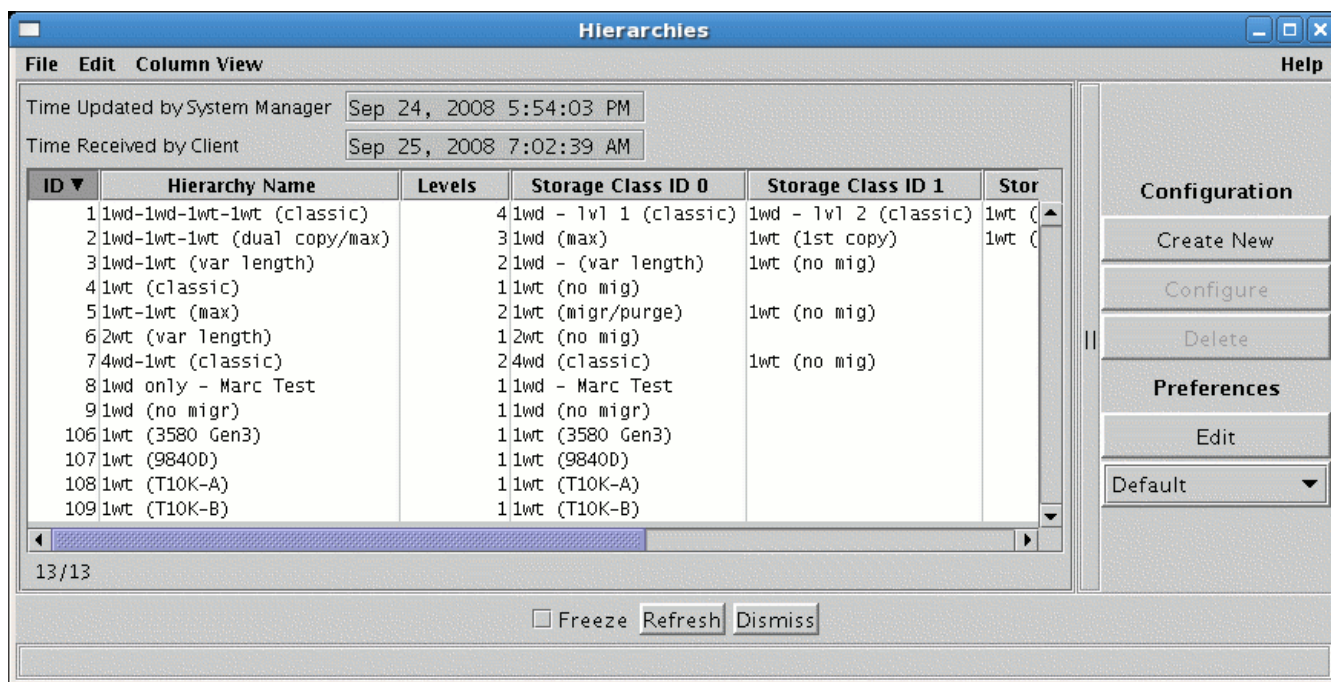 Hierarchies
File Edit Column View Help
Time Updated by System Manager Sep 24, 2008 5:54:03 PM
Time Received by Client Sep 25, 2008 7:02:39 AM
ID ▼ Hierarchy Name Levels Storage Class ID 0 Storage Class ID 1 Stor
1 1wd-1wd-1wt-1wt (classic) 4 1wd - lvl 1 (classic) 1wd - lvl 2 (classic) 1wt (
2 1wd-1wt-1wt (dual copy/max) 3 1wd (max) 1wt (1st copy) 1wt (
3 1wd-1wt (var length) 2 1wd - (var length) 1wt (no mig)
4 1wt (classic) 1 1wt (no mig)
5 1wt-1wt (max) 2 1wt (migr/purge) 1wt (no mig)
6 2wt (var length) 1 2wt (no mig)
7 4wd-1wt (classic) 2 4wd (classic) 1wt (no mig)
8 1wd only - Marc Test 1 1wd - Marc Test
9 1wd (no migr) 1 1wd (no migr)
106 1wt (3580 Gen3) 1 1wt (3580 Gen3)
107 1wt (9840D) 1 1wt (9840D)
108 1wt (T10K-A) 1 1wt (T10K-A)
109 1wt (T10K-B) 1 1wt (T10K-B)
13/13
Configuration
Create New
Configure
Delete
Preferences
Edit
Default
Freeze Refresh Dismiss